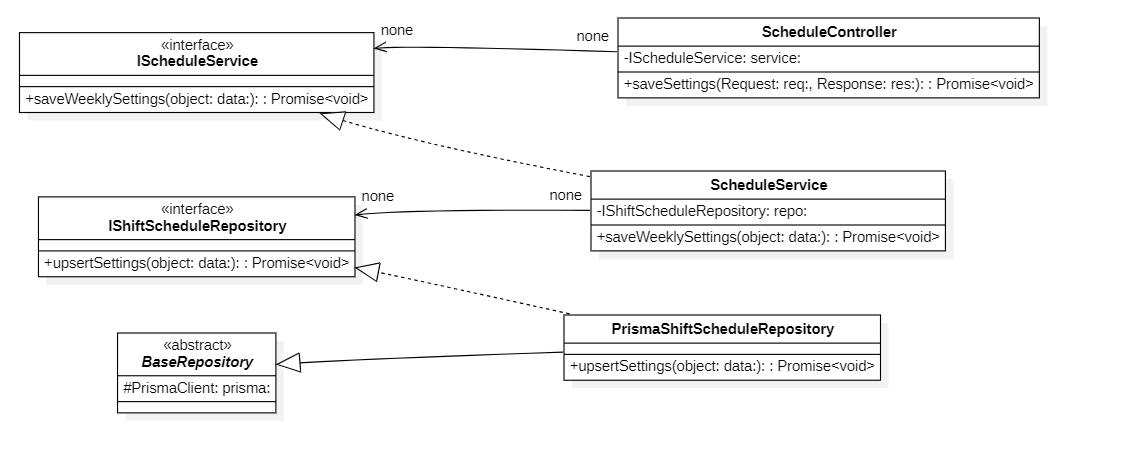 «interface»
IScheduleService
+saveWeeklySettings(object: data:): : Promise<void>
none
none
ScheduleController
-IScheduleService: service:
+saveSettings(Request: req:, Response: res:): : Promise<void>
«interface»
IShiftScheduleRepository
+upsertSettings(object: data:): : Promise<void>
none
none
ScheduleService
-IShiftScheduleRepository: repo:
+saveWeeklySettings(object: data:): : Promise<void>
«abstract»
BaseRepository
#PrismaClient: prisma:
PrismaShiftScheduleRepository
+upsertSettings(object: data:): : Promise<void>